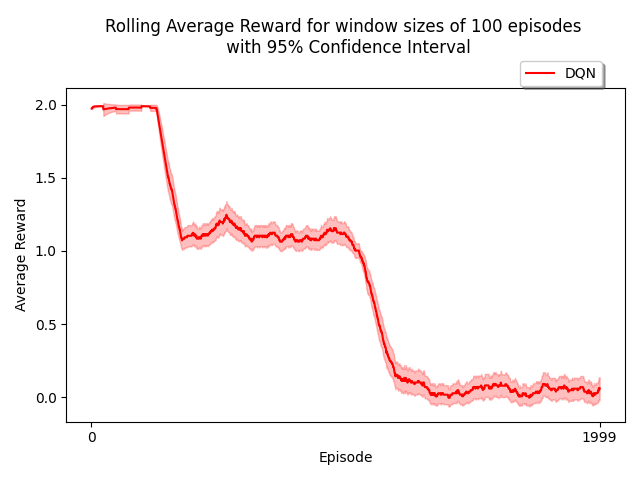 Rolling Average Reward for window sizes of 100 episodes
with 95% Confidence Interval
DQN
2.0
1.5
1.0
0.5
0.0
Average Reward
0
1999
Episode